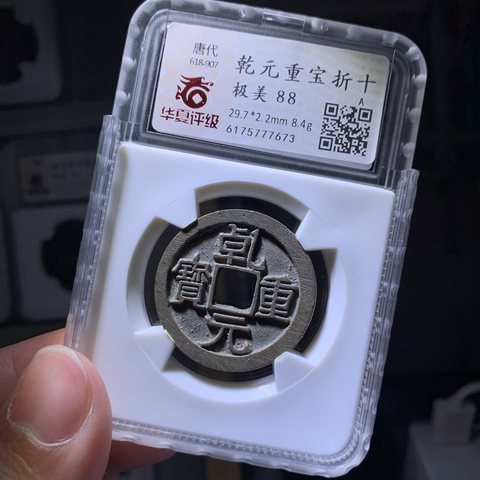 唐代
618-907
华夏评级
乾元重宝折十
极美 88
A
29.7*2.2mm 8.4g
6175777673
乾
元
重
寶